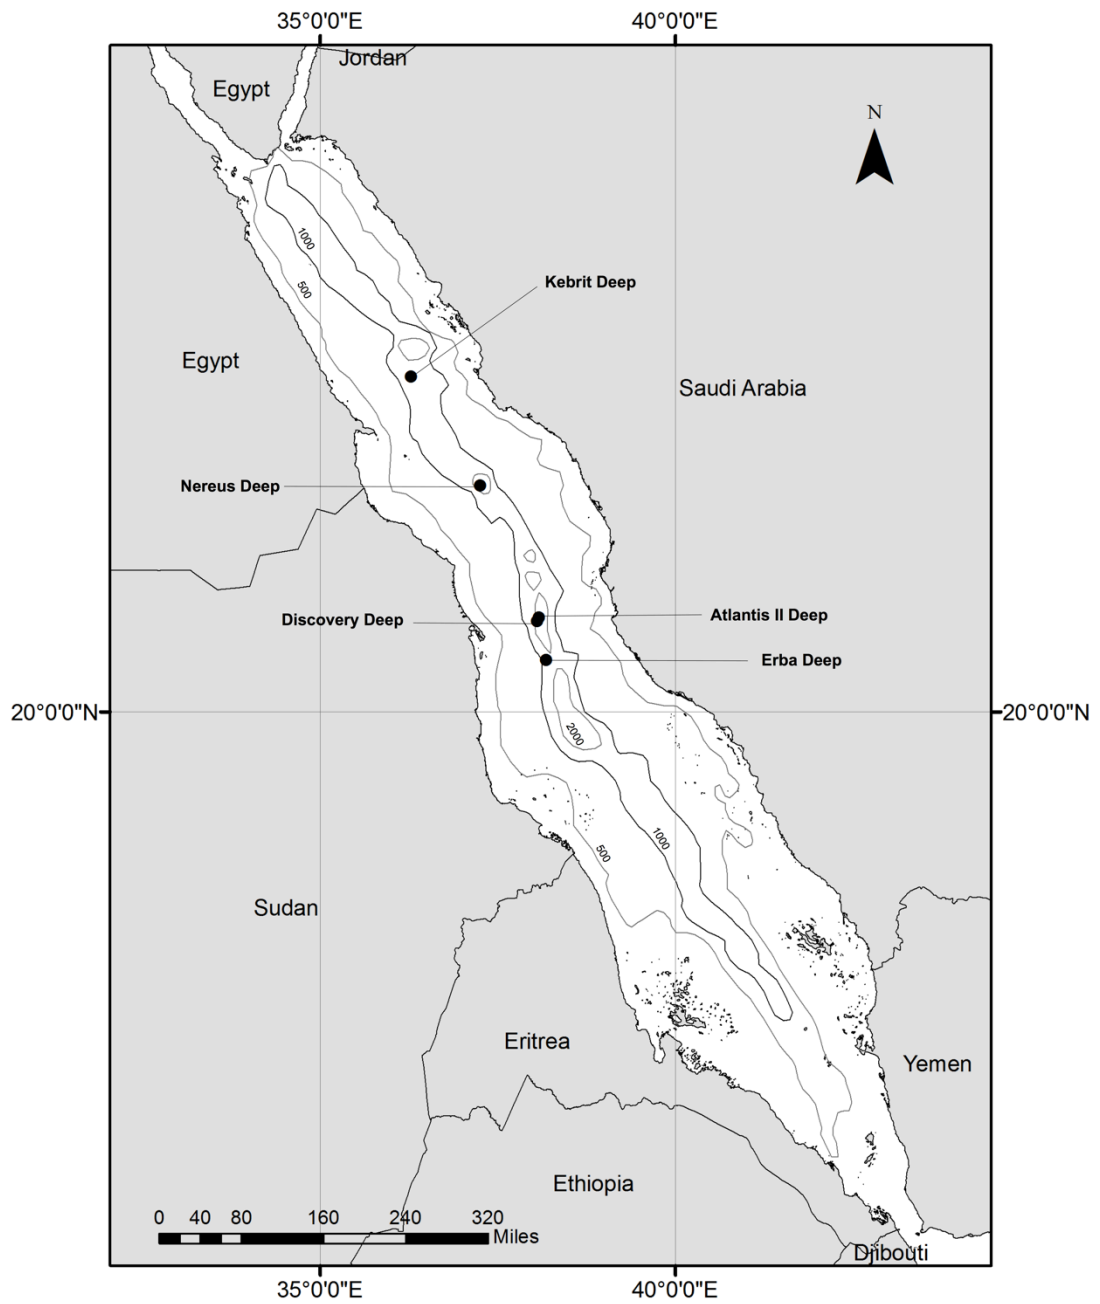 35°0'0"E
40°0'0"E
Jordan
Egypt
N
1000
Kebrit Deep
500
Egypt
Saudi Arabia
Nereus Deep
Atlantis II Deep
Discovery Deep
Erba Deep
20°0'0"N
20°0'0"N
2000
1000
500
Sudan
Eritrea
Yemen
Ethiopia
0 40 80 160 240 320
Miles
Djibouti
35°0'0"E
40°0'0"E